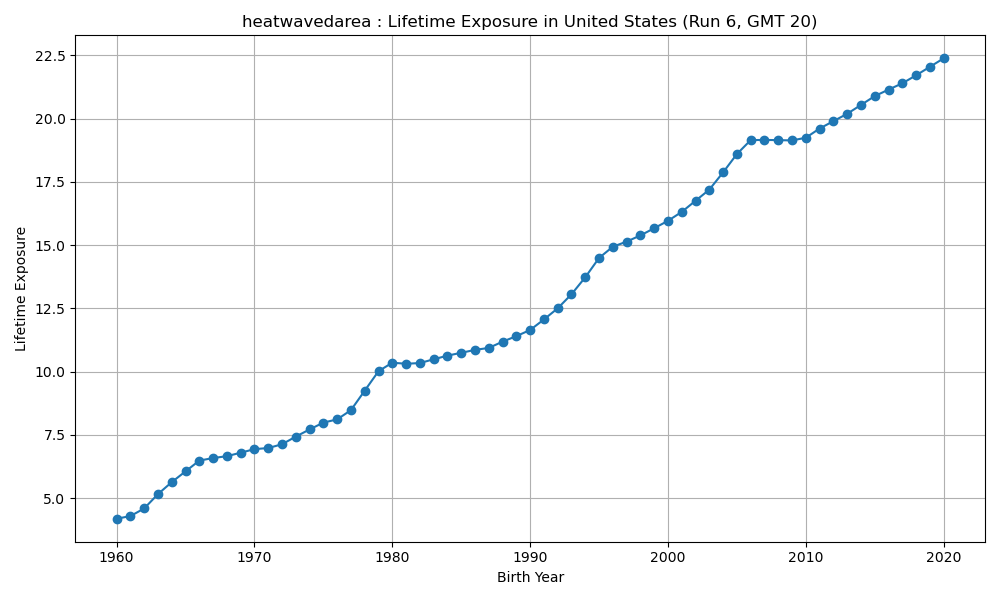 heatwavedarea : Lifetime Exposure in United States (Run 6, GMT 20)
Lifetime Exposure
22.5
20.0
17.5
15.0
12.5
10.0
7.5
5.0
1960 1970 1980 1990 2000 2010 2020
Birth Year